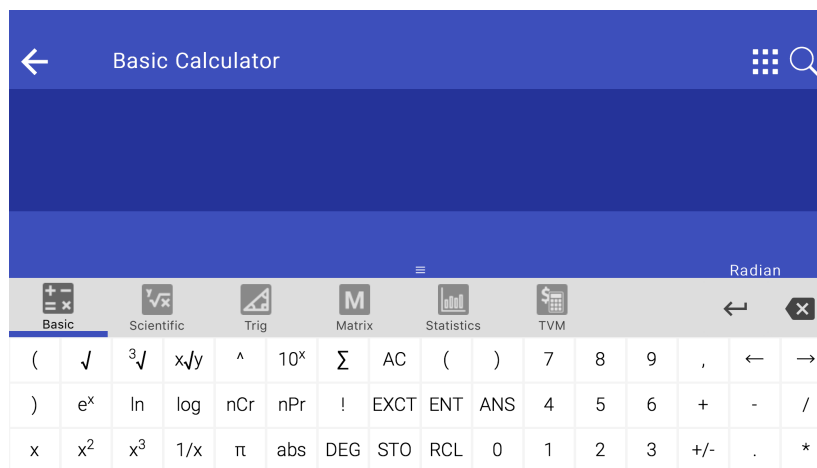 Basic Calculator
Radian
Basic Scientific Trig Matrix Statistics TVM
( √ ³√ x√y ^ 10ˣ Σ AC ( ) 7 8 9 , ← →
) eˣ ln log nCr nPr ! EXCT ENT ANS 4 5 6 + - /
x x² x³ 1/x π abs DEG STO RCL 0 1 2 3 +/- . *